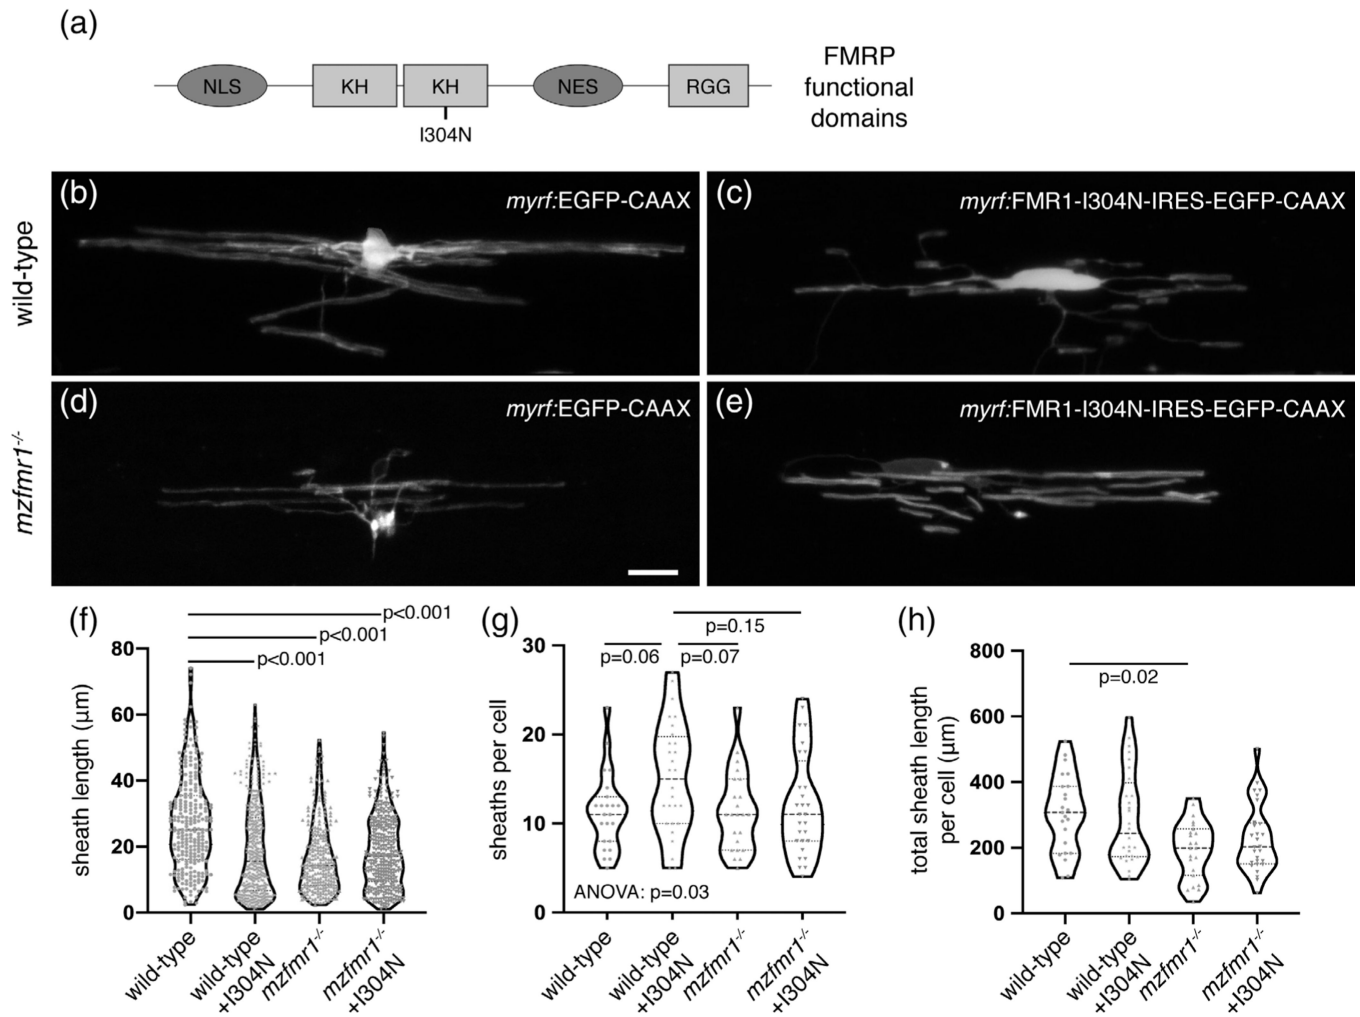 (a)
NLS
KH
KH
NES
RGG
I304N
FMRP
functional
domains
wild-type
(b)
myrf:EGFP-CAAX
(c)
myrf:FMR1-I304N-IRES-EGFP-CAAX
mzfmr1-/-
(d)
myrf:EGFP-CAAX
(e)
myrf:FMR1-I304N-IRES-EGFP-CAAX
(f)
p<0.001
p<0.001
p<0.001
sheath length (µm)
80
60
40
20
0
wild-type
wild-type
+I304N
mzfmr1-/-
mzfmr1-/-
+I304N
(g)
p=0.15
p=0.06
p=0.07
sheaths per cell
30
20
10
0
ANOVA: p=0.03
wild-type
wild-type
+I304N
mzfmr1-/-
mzfmr1-/-
+I304N
(h)
p=0.02
total sheath length
per cell (µm)
800
600
400
200
0
wild-type
wild-type
+I304N
mzfmr1-/-
mzfmr1-/-
+I304N